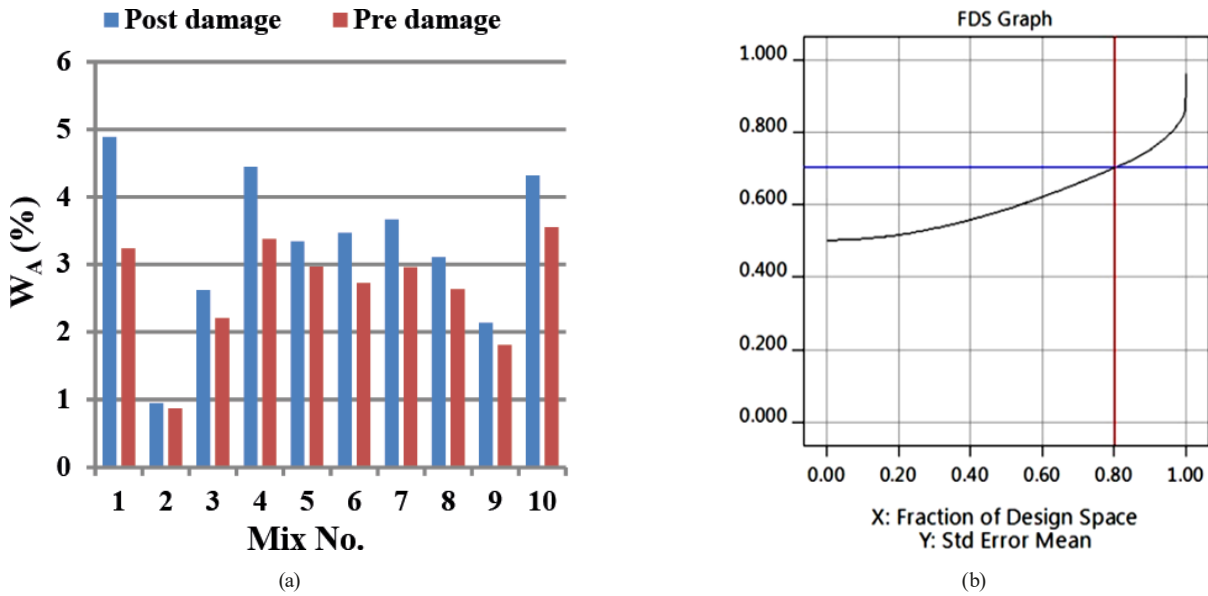 Post damage Pre damage
6
5
4
3
2
1
0
W_A (%)
1 2 3 4 5 6 7 8 9 10
Mix No.
(a)
FDS Graph
1.000
0.800
0.600
0.400
0.200
0.000
0.00 0.20 0.40 0.60 0.80 1.00
X: Fraction of Design Space
Y: Std Error Mean
(b)